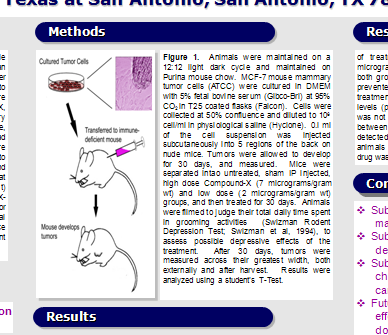 Texas at San Antonio, San Antonio, TX 78
Methods
Res
Cultured Tumor Cells
Transferred to immune-
deficient mouse
Mouse develops
tumors
Figure 1. Animals were maintained on a
12:12 light dark cycle and maintained on
Purina mouse chow. MCF-7 mouse mammary
tumor cells (ATCC) were cultured in DMEM
with 5% fetal bovine serum (Gibco-Bri) at 95%
CO2 in T25 coated flasks (Falcon). Cells were
collected at 50% confluence and diluted to 10⁶
cell/ml in physiological saline (Hyclone). 0.1 ml
of the cell suspension was injected
subcutaneously into 5 regions of the back on
nude mice. Tumors were allowed to develop
for 30 days, and measured. Mice were
separated intao untreated, sham IP injected,
high dose Compound-X (7 micrograms/gram
wt) and low dose (2 micrograms/gram wt)
groups, and then treated for 30 days. Animals
were filmed to judge their total daily time spent
in grooming activities (Swizman Rodent
Depression Test; Swizman et al, 1994), to
assess possible depressive effects of the
treatment. After 30 days, tumors were
measured across their greatest width, both
externally and after harvest. Results were
analyzed using a student's T-Test.
of treat
microgra
both gro
prevente
treatmen
levels (p
was not
between
detected
animals
drug was
Con
Sub
ma
Sub
de
Sub
ch
ca
Futu
effe
do
Results
on